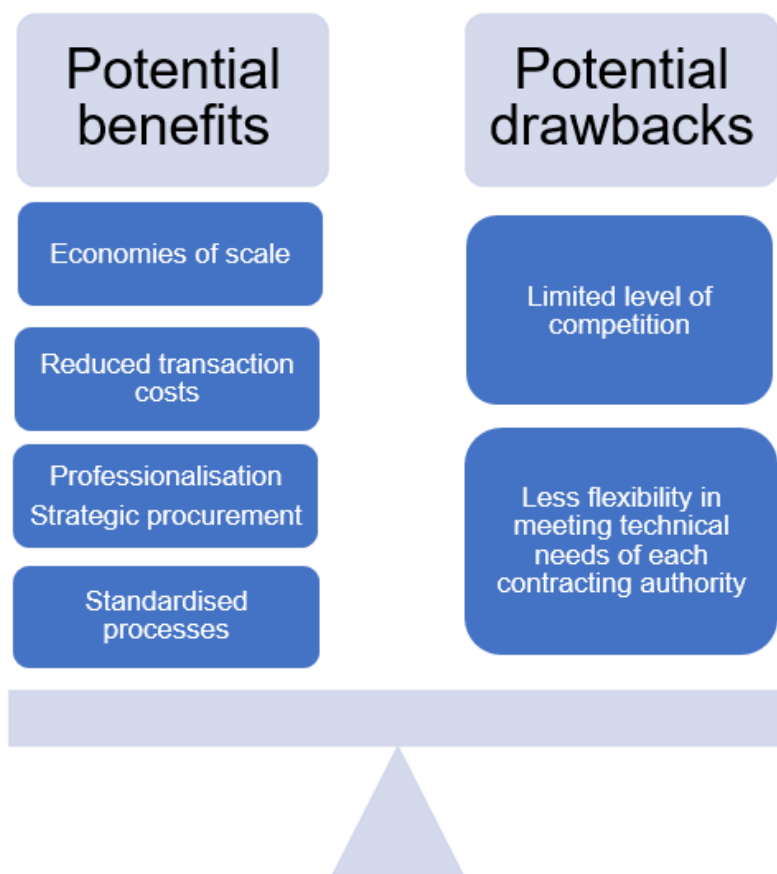 Potential
benefits
Economies of scale
Reduced transaction
costs
Professionalisation
Strategic procurement
Standardised
processes
Potential
drawbacks
Limited level of
competition
Less flexibility in
meeting technical
needs of each
contracting authority